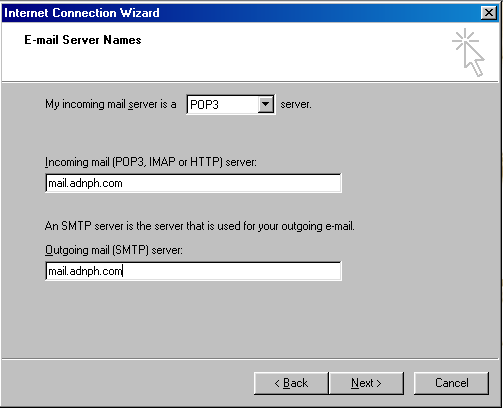 Internet Connection Wizard
E-mail Server Names
My incoming mail server is a POP3 server.
Incoming mail (POP3, IMAP or HTTP) server:
mail.adnph.com
An SMTP server is the server that is used for your outgoing e-mail.
Outgoing mail (SMTP) server:
mail.adnph.com
< Back Next > Cancel